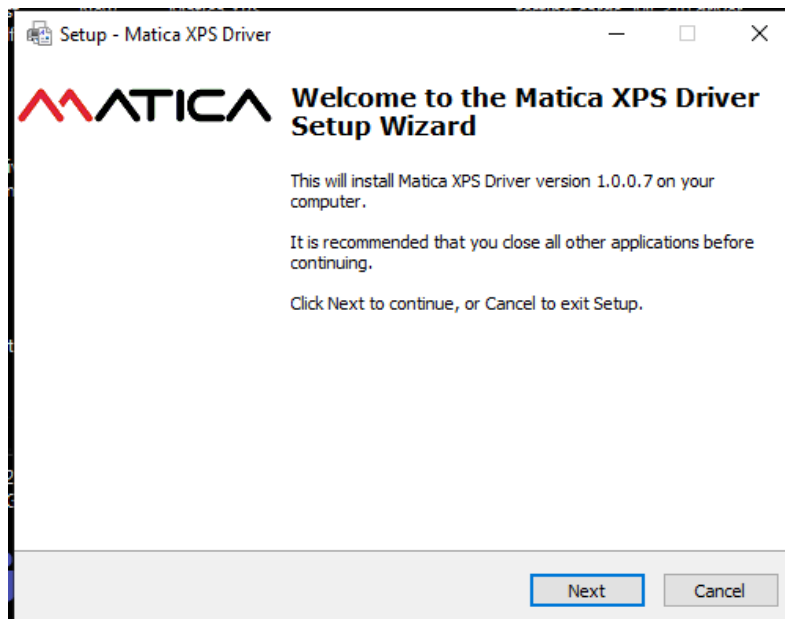 Setup - Matica XPS Driver
MATICA
Welcome to the Matica XPS Driver
Setup Wizard
This will install Matica XPS Driver version 1.0.0.7 on your
computer.
It is recommended that you close all other applications before
continuing.
Click Next to continue, or Cancel to exit Setup.
Next
Cancel